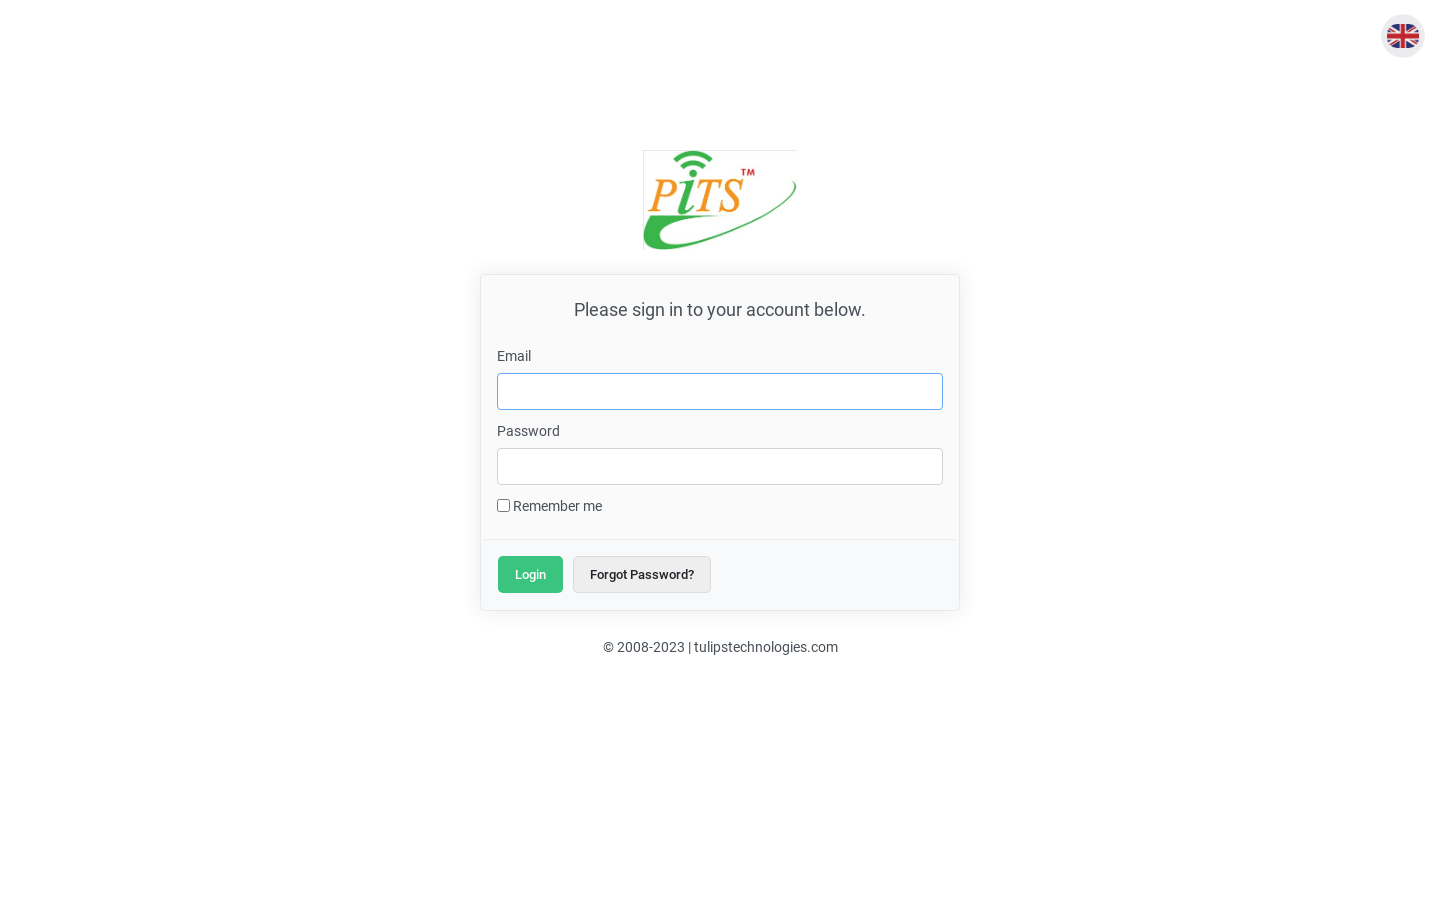 PiTS™
Please sign in to your account below.
Email
Password
Remember me
Login
Forgot Password?
© 2008-2023 | tulipstechnologies.com